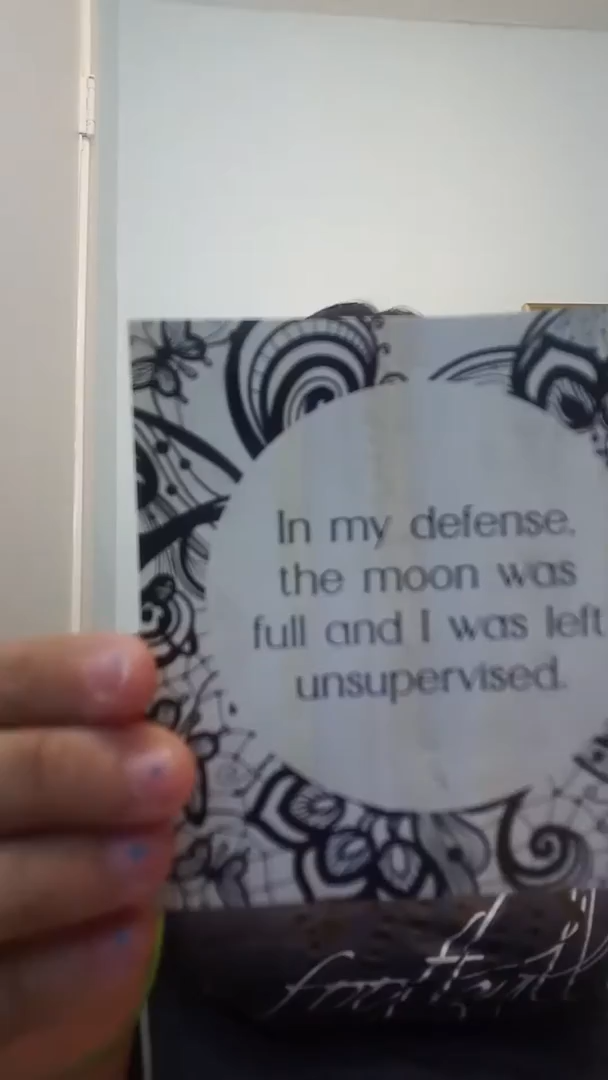 In my defense,
the moon was
full and I was left
unsupervised.